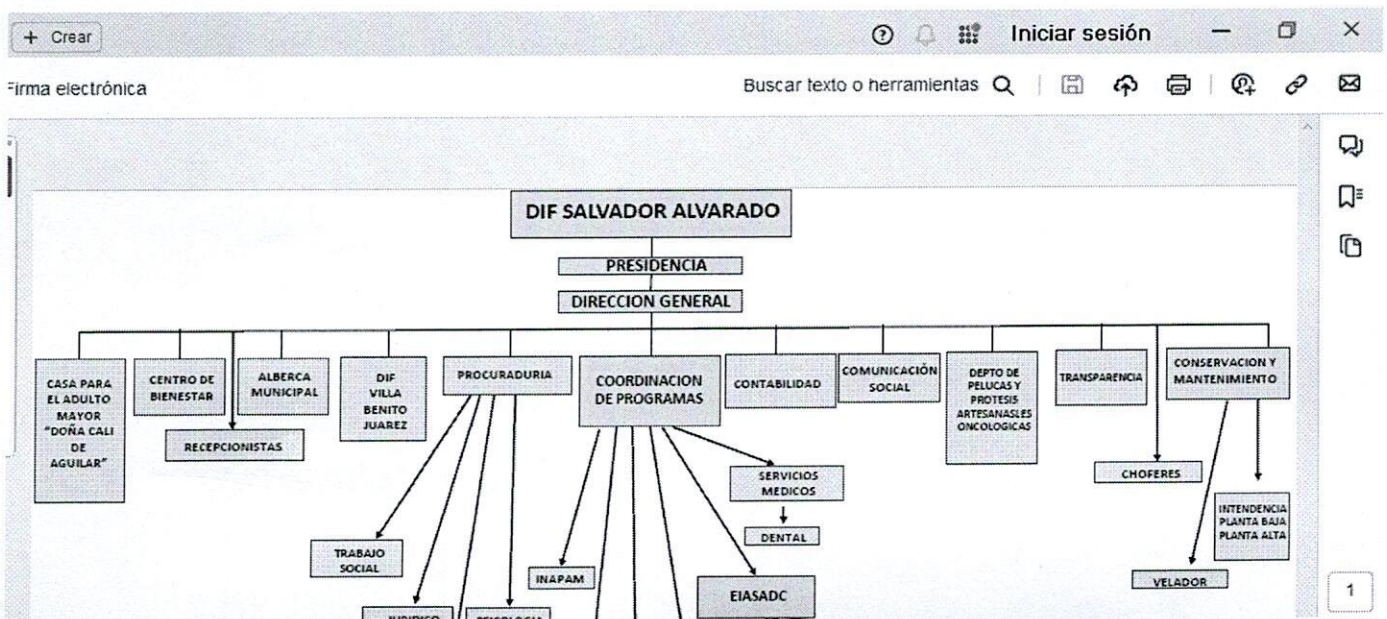 + Crear
Iniciar sesión
Firma electrónica
Buscar texto o herramientas
DIF SALVADOR ALVARADO
PRESIDENCIA
DIRECCION GENERAL
CASA PARA
EL ADULTO
MAYOR
"DOÑA CALI
DE
AGUILAR"
CENTRO DE
BIENESTAR
RECEPCIONISTAS
ALBERCA
MUNICIPAL
DIF
VILLA
BENITO
JUAREZ
PROCURADURIA
COORDINACION
DE PROGRAMAS
CONTABILIDAD
COMUNICACIÓN
SOCIAL
DEPTO DE
PELUCAS Y
PROTESIS
ARTESANASLES
ONCOLOGICAS
TRANSPARENCIA
CONSERVACION Y
MANTENIMIENTO
CHOFERES
SERVICIOS
MEDICOS
DENTAL
INTENDENCIA
PLANTA BAJA
PLANTA ALTA
TRABAJO
SOCIAL
INAPAM
EIASADC
VELADOR
JURIDICO
PSICOLOGIA
1